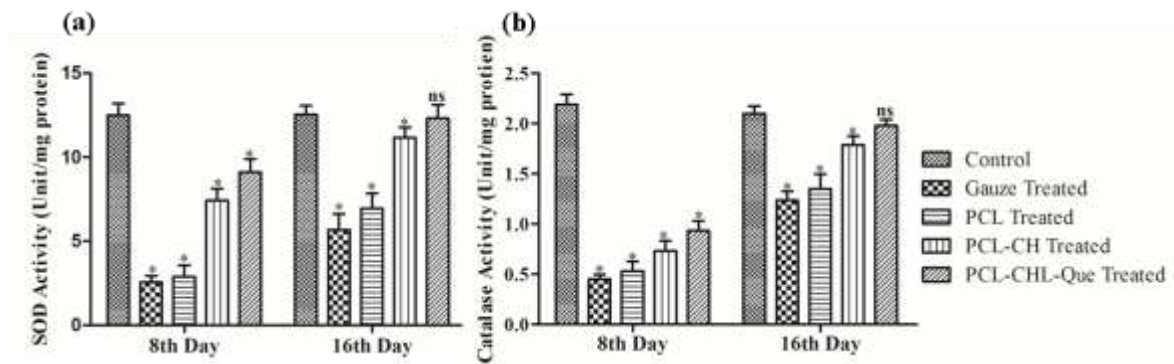 (a)
SOD Activity (Unit/mg protein)
15
10
5
0
* * * *
* * * ns
8th Day 16th Day
(b)
Catalase Activity (Unit/mg protien)
2.5
2.0
1.5
1.0
0.5
0.0
* * * *
* * * ns
8th Day 16th Day
Control
Gauze Treated
PCL Treated
PCL-CH Treated
PCL-CHL-Que Treated